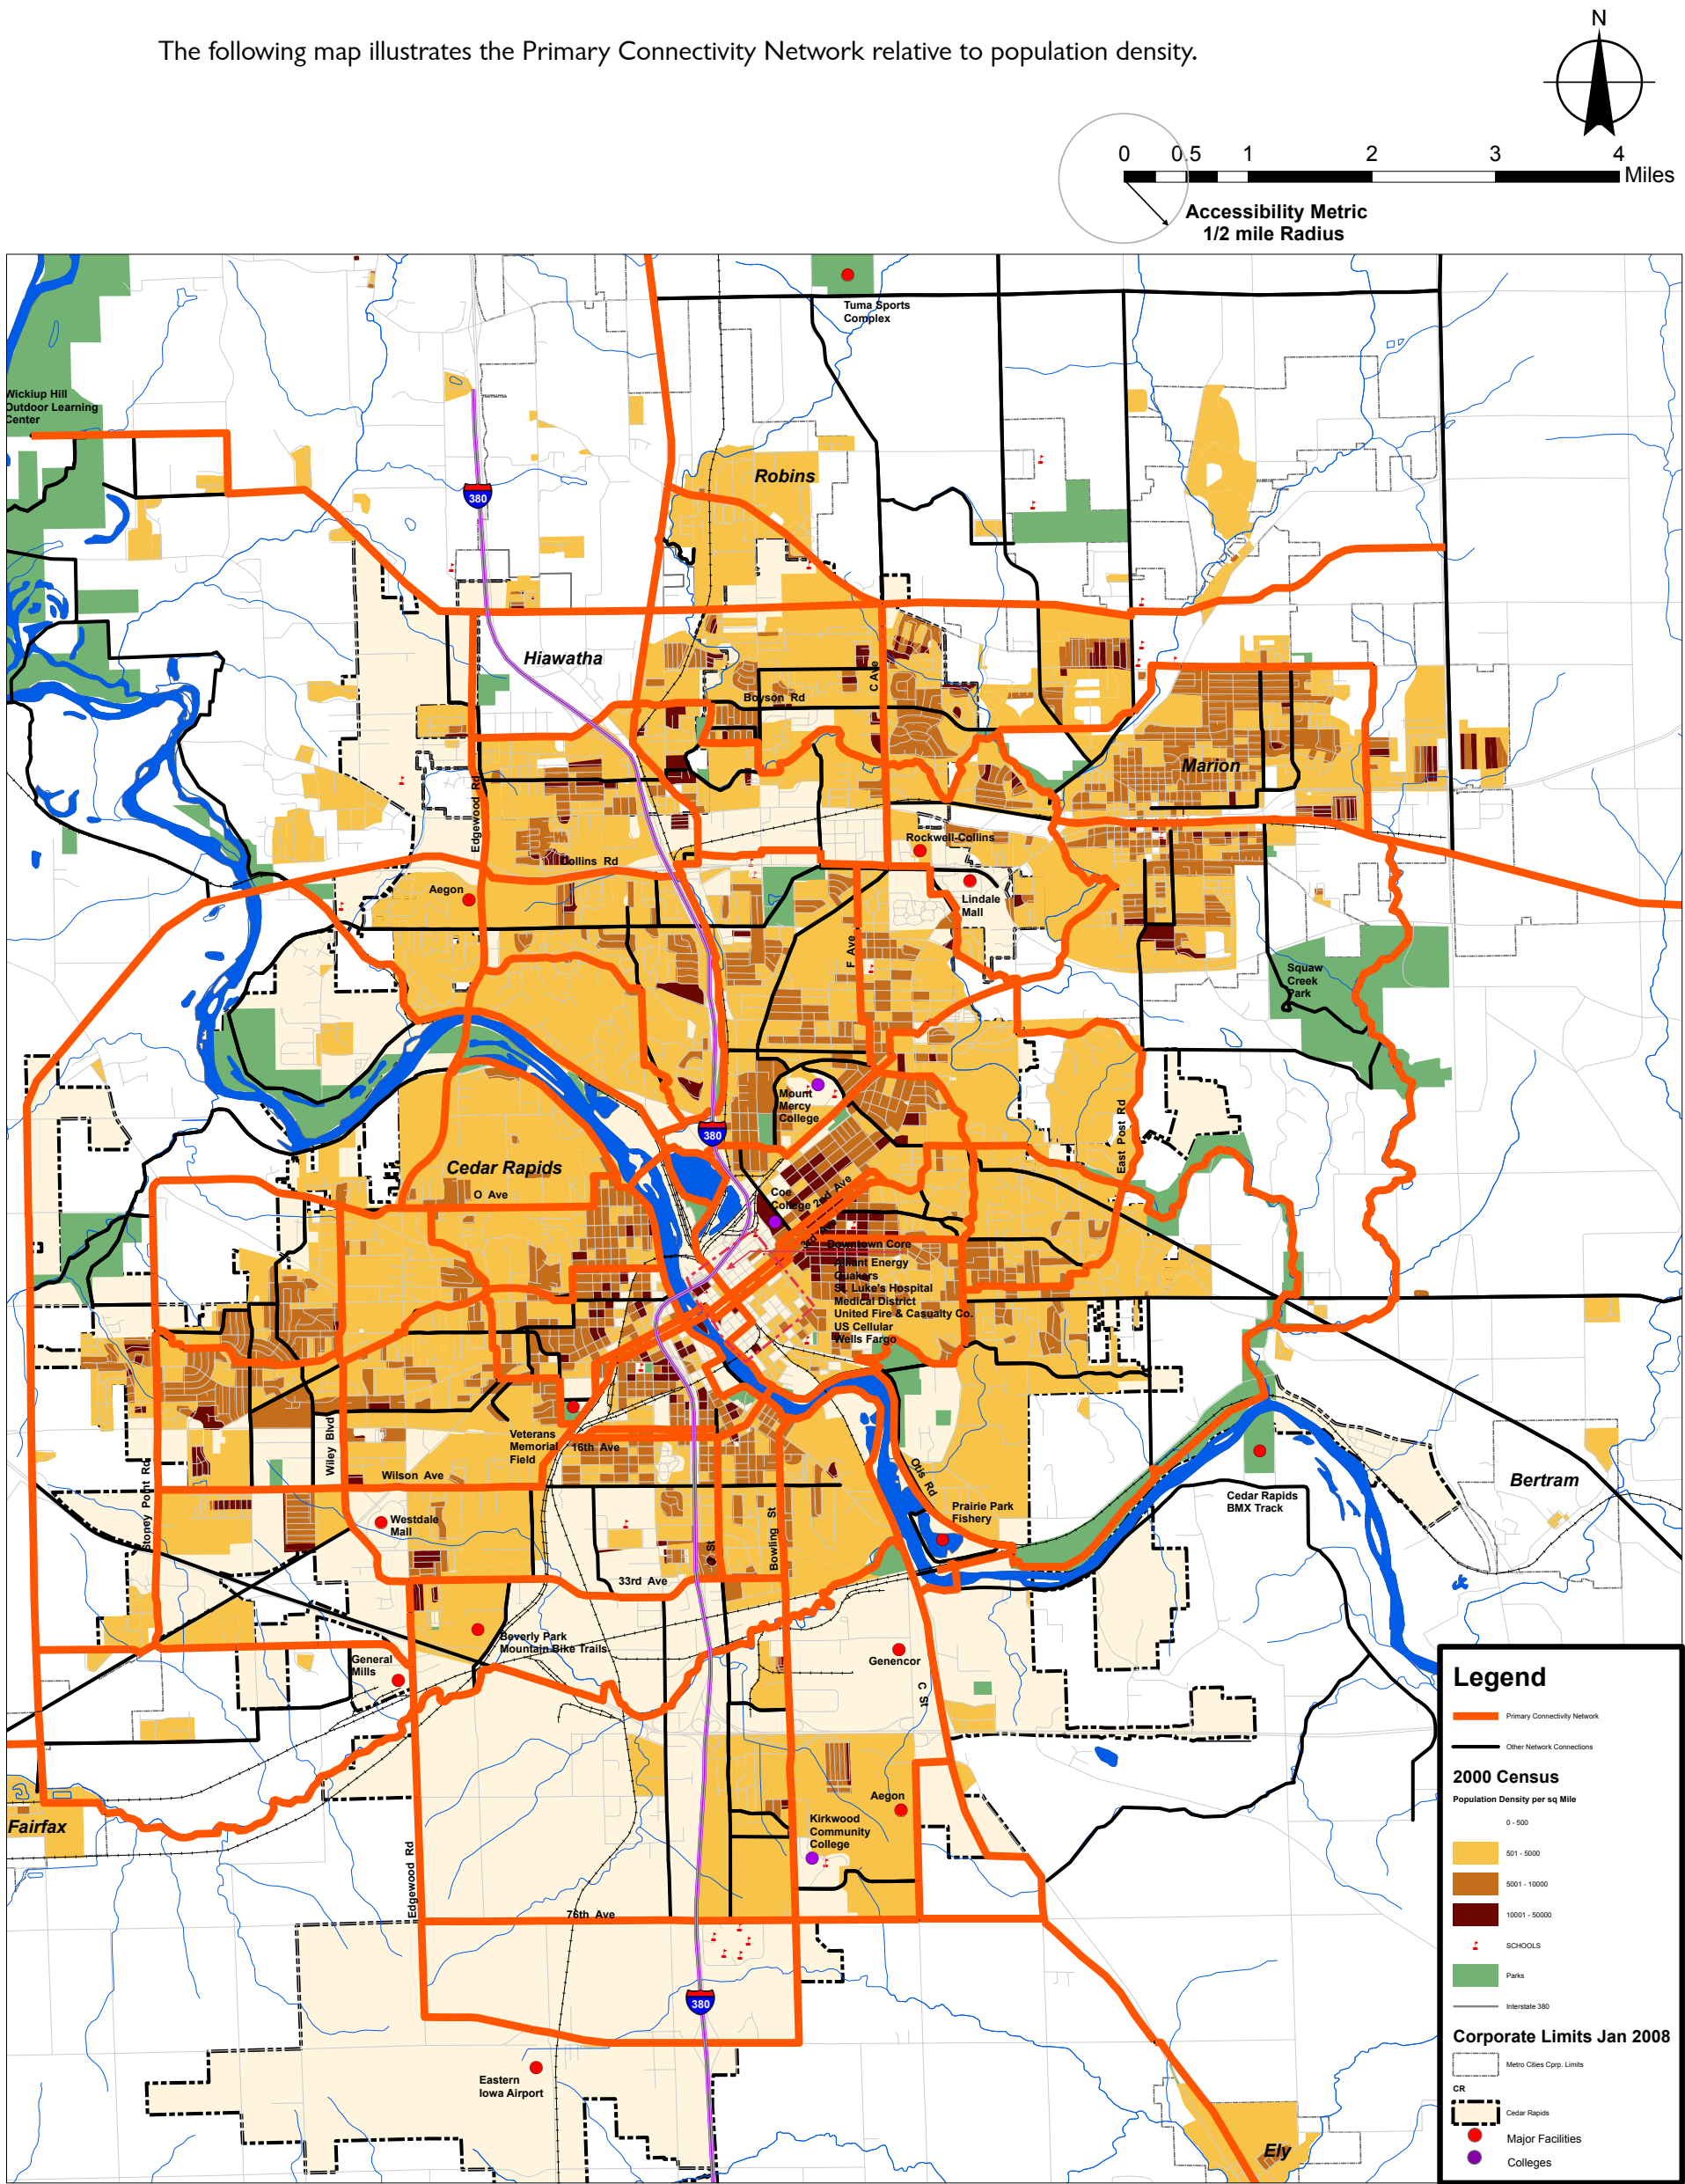 The following map illustrates the Primary Connectivity Network relative to population density.
N
0 0.5 1 2 3 4
Miles
Accessibility Metric
1/2 mile Radius
Tuma Sports
Complex
Wickiup Hill
Outdoor Learning
Center
Robins
380
Hiawatha
C Ave
Boyson Rd
Marion
Edgewood Rd
Rockwell-Collins
Collins Rd
Aegon
Lindale
Mall
F Ave
Squaw
Creek
Park
Mount
Mercy
College
East Post Rd
380
Cedar Rapids
O Ave
Coe
College
2nd Ave
3rd Ave
Downtown Core
Alliant Energy
Quakers
St. Luke's Hospital
Medical District
United Fire & Casualty Co.
US Cellular
Wells Fargo
Veterans
Memorial
Field
16th Ave
Wiley Blvd
Wilson Ave
Stoney Point Rd
Otis Rd
Bertram
Cedar Rapids
BMX Track
Prairie Park
Fishery
Westdale
Mall
Bowling St
St
33rd Ave
Beverly Park
Mountain Bike Trails
General
Mills
Genencor
C St
Aegon
Kirkwood
Community
College
Fairfax
Edgewood Rd
76th Ave
380
Eastern
Iowa Airport
Ely
Legend
Primary Connectivity Network
Other Network Connections
2000 Census
Population Density per sq Mile
0 - 500
501 - 5000
5001 - 10000
10001 - 50000
SCHOOLS
Parks
Interstate 380
Corporate Limits Jan 2008
Metro Cities Cprp. Limits
CR
Cedar Rapids
Major Facilities
Colleges